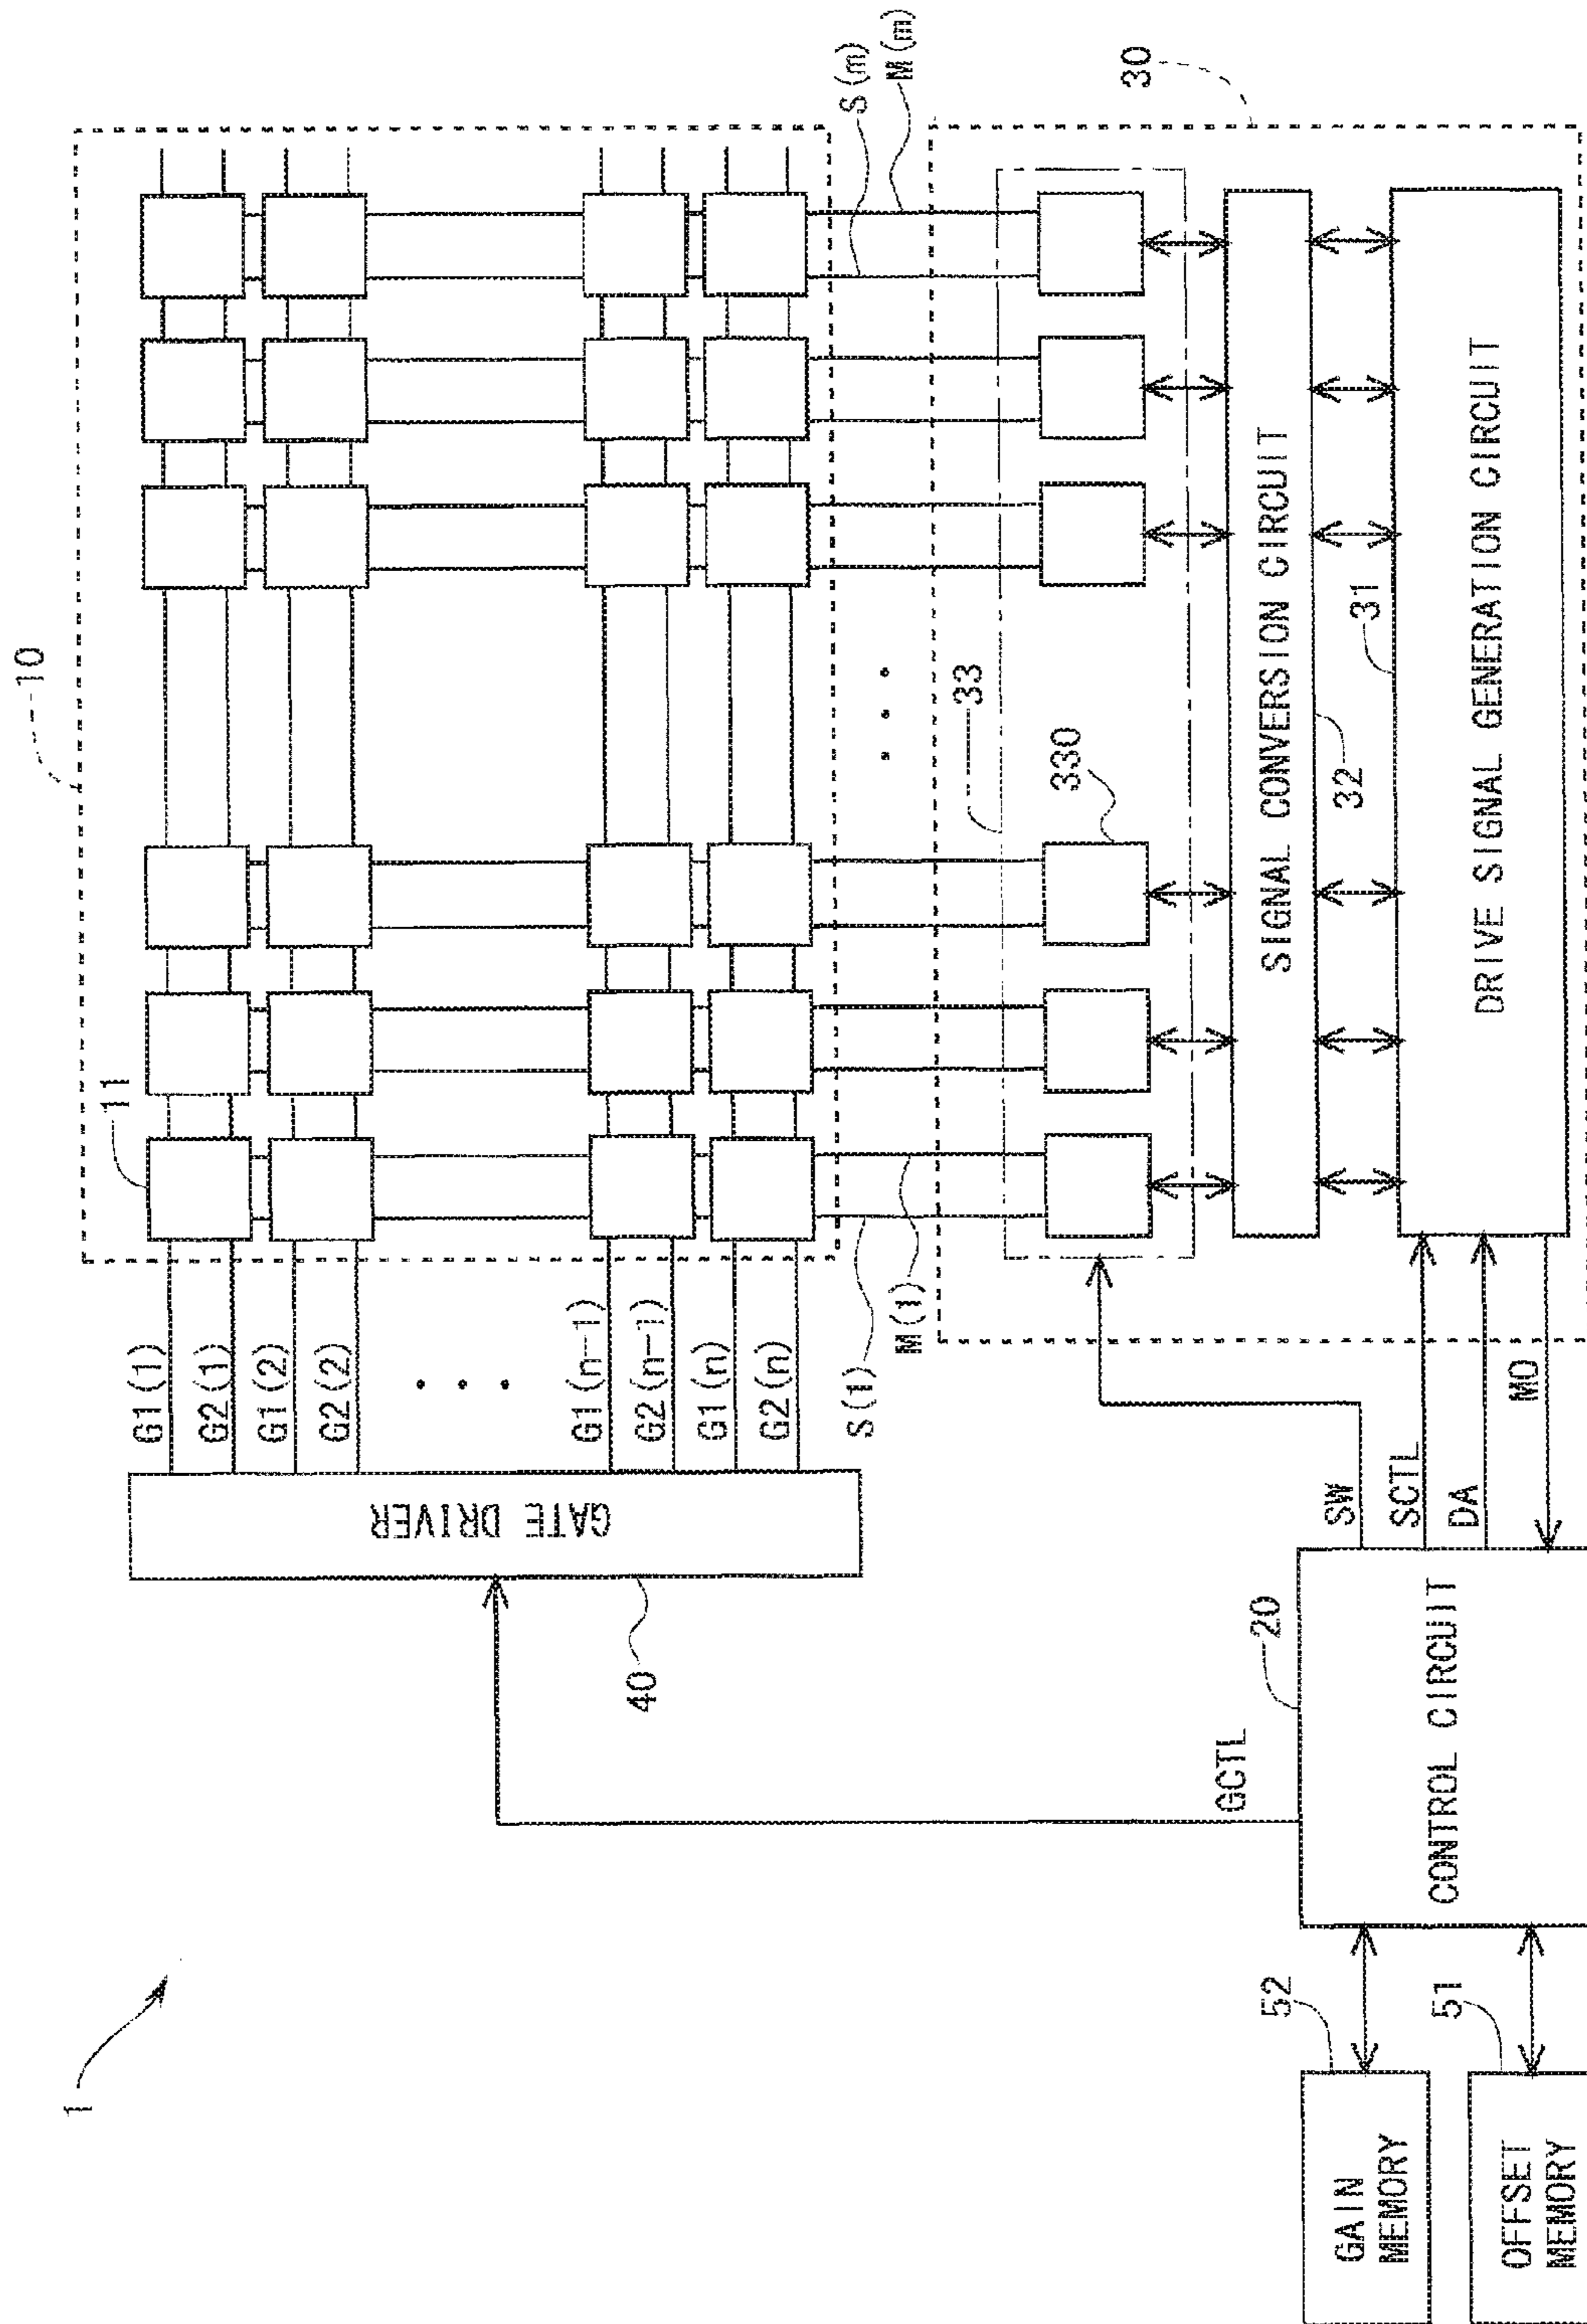 1
10
11
G1(1)
G2(1)
G1(2)
G2(2)
• • •
G1(n-1)
G2(n-1)
G1(n)
G2(n)
GATE DRIVER
40
S(1)
M(1)
• • •
S(m)
M(m)
30
33
330
SIGNAL CONVERSION CIRCUIT
32
31
DRIVE SIGNAL GENERATION CIRCUIT
GCTL
SW
SCTL
DA
MO
20
CONTROL CIRCUIT
52
GAIN
MEMORY
51
OFFSET
MEMORY